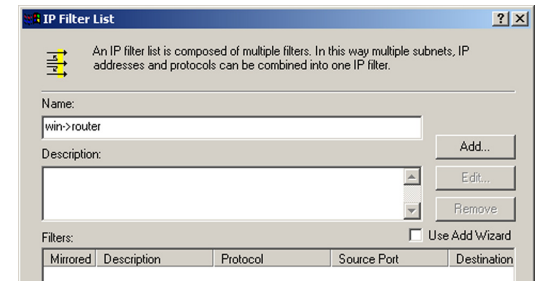 IP Filter List
An IP filter list is composed of multiple filters. In this way multiple subnets, IP
addresses and protocols can be combined into one IP filter.
Name:
win->router
Add...
Description:
Edit...
Remove
Use Add Wizard
Filters:
Mirrored Description Protocol Source Port Destination